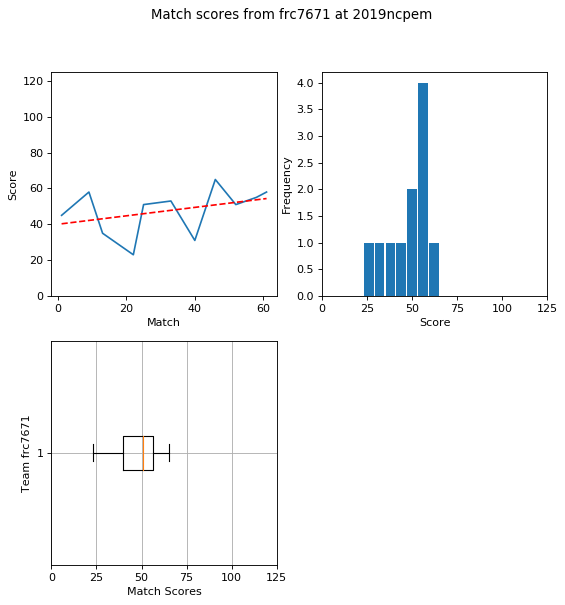 Match scores from frc7671 at 2019ncpem
120
100
80
60
40
20
0
Score
0 20 40 60
Match
4.0
3.5
3.0
2.5
2.0
1.5
1.0
0.5
0.0
Frequency
0 25 50 75 100 125
Score
1
Team frc7671
0 25 50 75 100 125
Match Scores